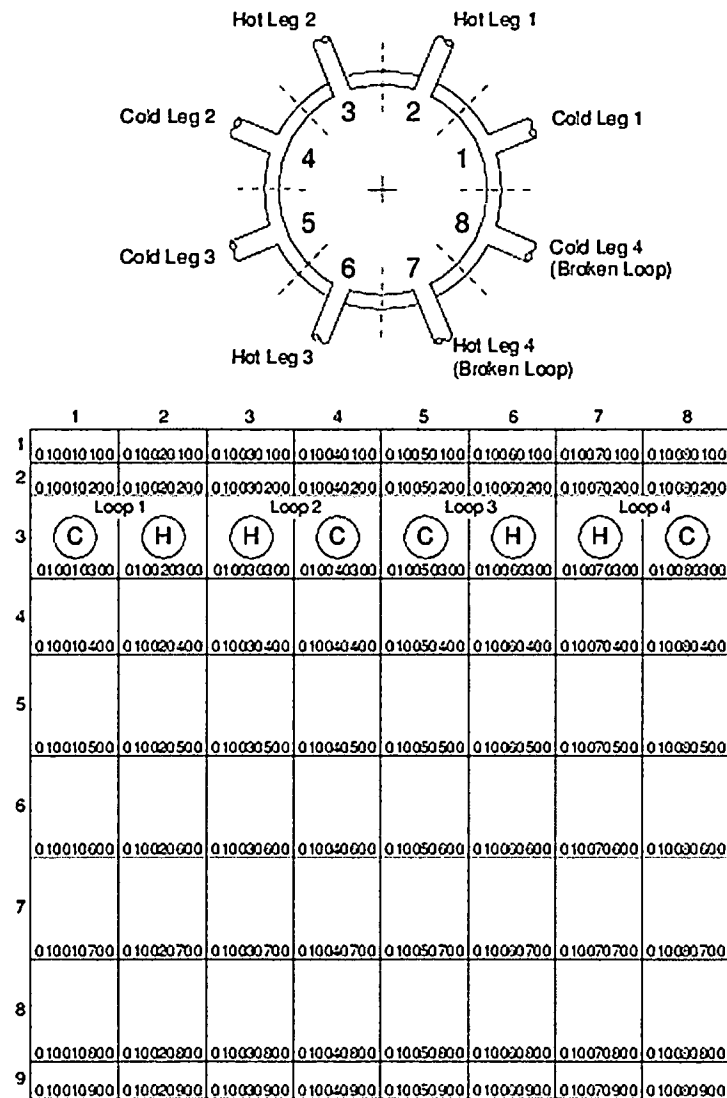 Hot Leg 2 Hot Leg 1
Cold Leg 2 3 2 Cold Leg 1
4 1
5 8
Cold Leg 3 6 7 Cold Leg 4
(Broken Loop)
Hot Leg 3 Hot Leg 4
(Broken Loop)
1 2 3 4 5 6 7 8
1 010010100 010020100 010030100 010040100 010050100 010060100 010070100 010080100
2 010010200 010020200 010030200 010040200 010050200 010060200 010070200 010080200
Loop 1 Loop 2 Loop 3 Loop 4
3 C H H C C H H C
010010300 010020300 010030300 010040300 010050300 010060300 010070300 010080300
4 010010400 010020400 010030400 010040400 010050400 010060400 010070400 010080400
5 010010500 010020500 010030500 010040500 010050500 010060500 010070500 010080500
6 010010600 010020600 010030600 010040600 010050600 010060600 010070600 010080600
7 010010700 010020700 010030700 010040700 010050700 010060700 010070700 010080700
8 010010800 010020800 010030800 010040800 010050800 010060800 010070800 010080800
9 010010900 010020900 010030900 010040900 010050900 010060900 010070900 010080900